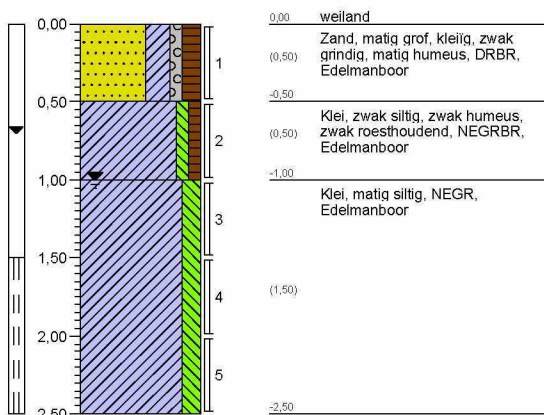 0,00
0,50
1,00
1,50
2,00
2,50
1
2
3
4
5
0,00 weiland
(0,50) Zand, matig grof, kleiïg, zwak
grindig, matig humeus, DRBR,
Edelmanboor
-0,50
(0,50) Klei, zwak siltig, zwak humeus,
zwak roesthoudend, NEGRBR,
Edelmanboor
-1,00
Klei, matig siltig, NEGR,
Edelmanboor
(1,50)
-2,50